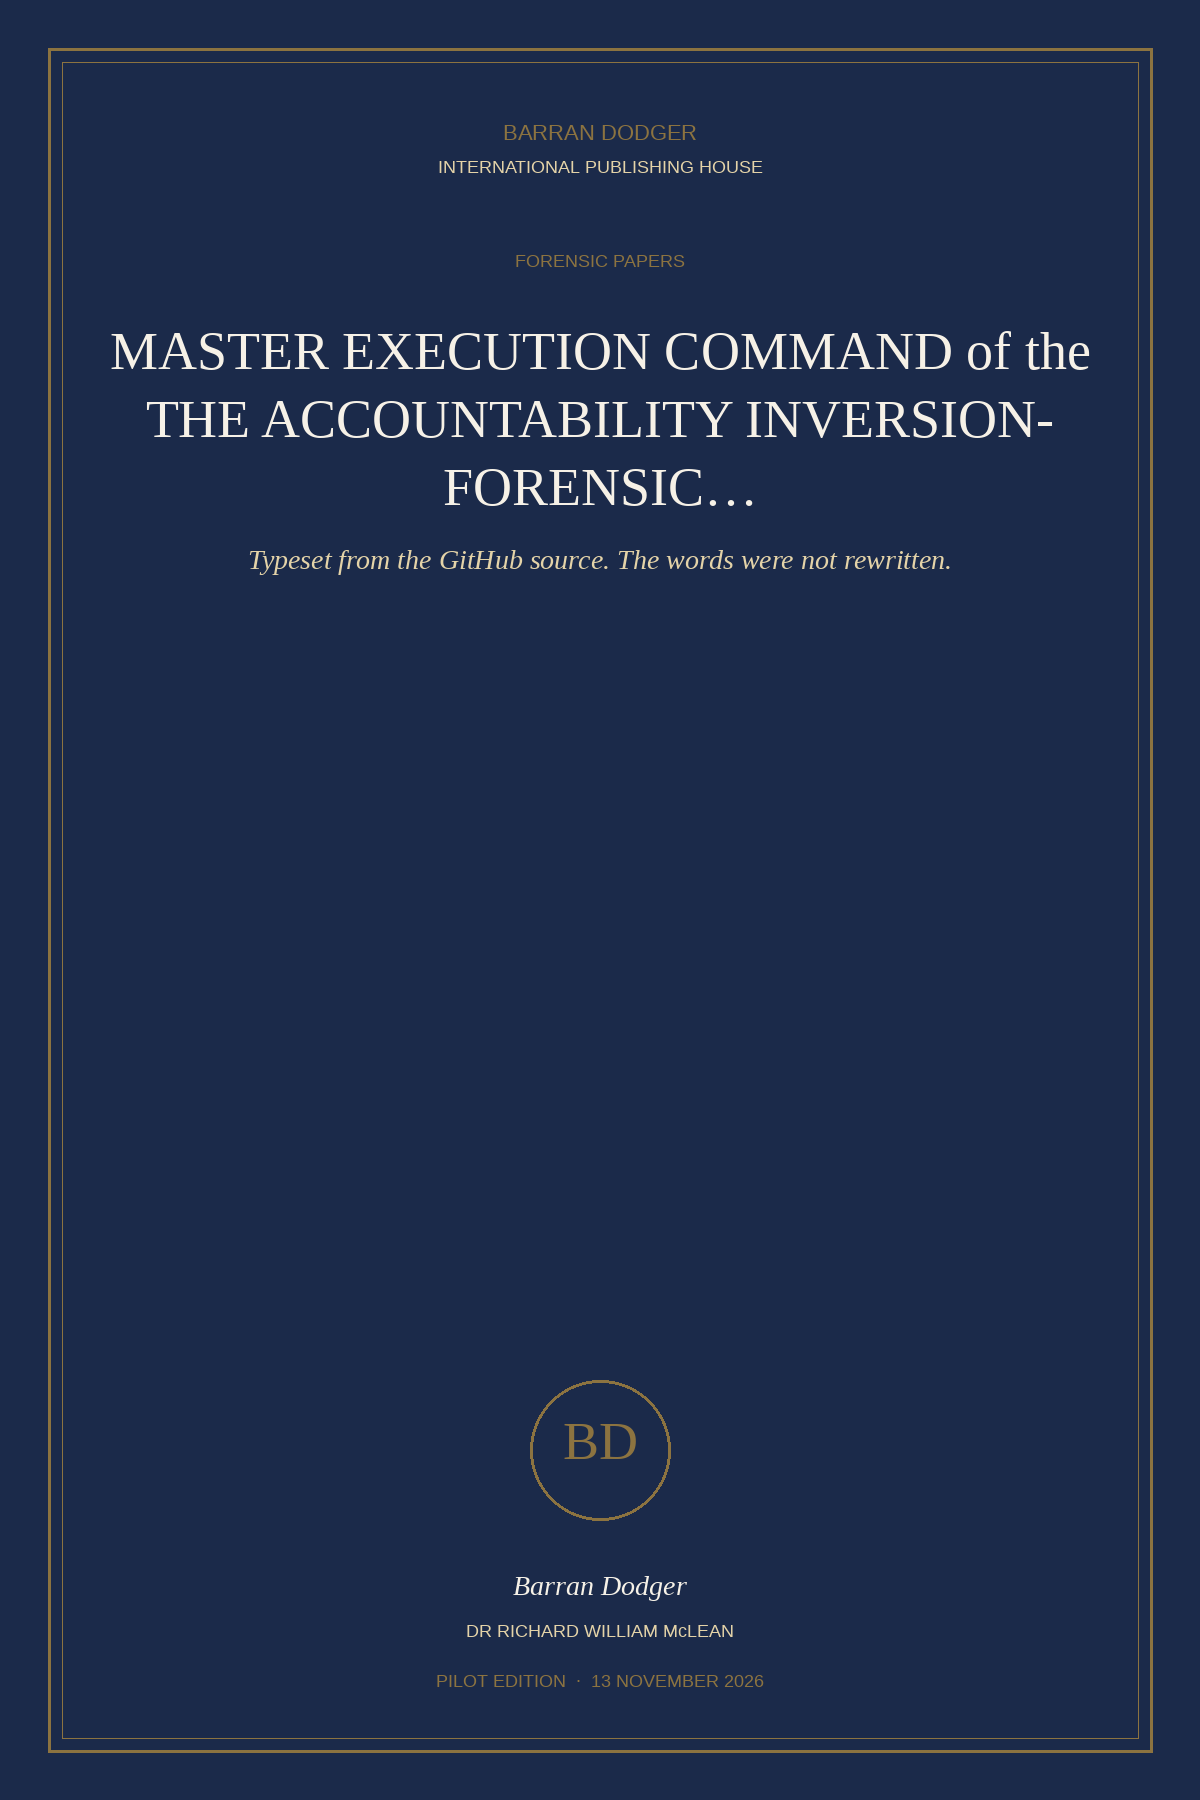 BARRAN DODGER
INTERNATIONAL PUBLISHING HOUSE
FORENSIC PAPERS
MASTER EXECUTION COMMAND of the
THE ACCOUNTABILITY INVERSION-
FORENSIC…
Typeset from the GitHub source. The words were not rewritten.
BD
Barran Dodger
DR RICHARD WILLIAM McLEAN
PILOT EDITION · 13 NOVEMBER 2026